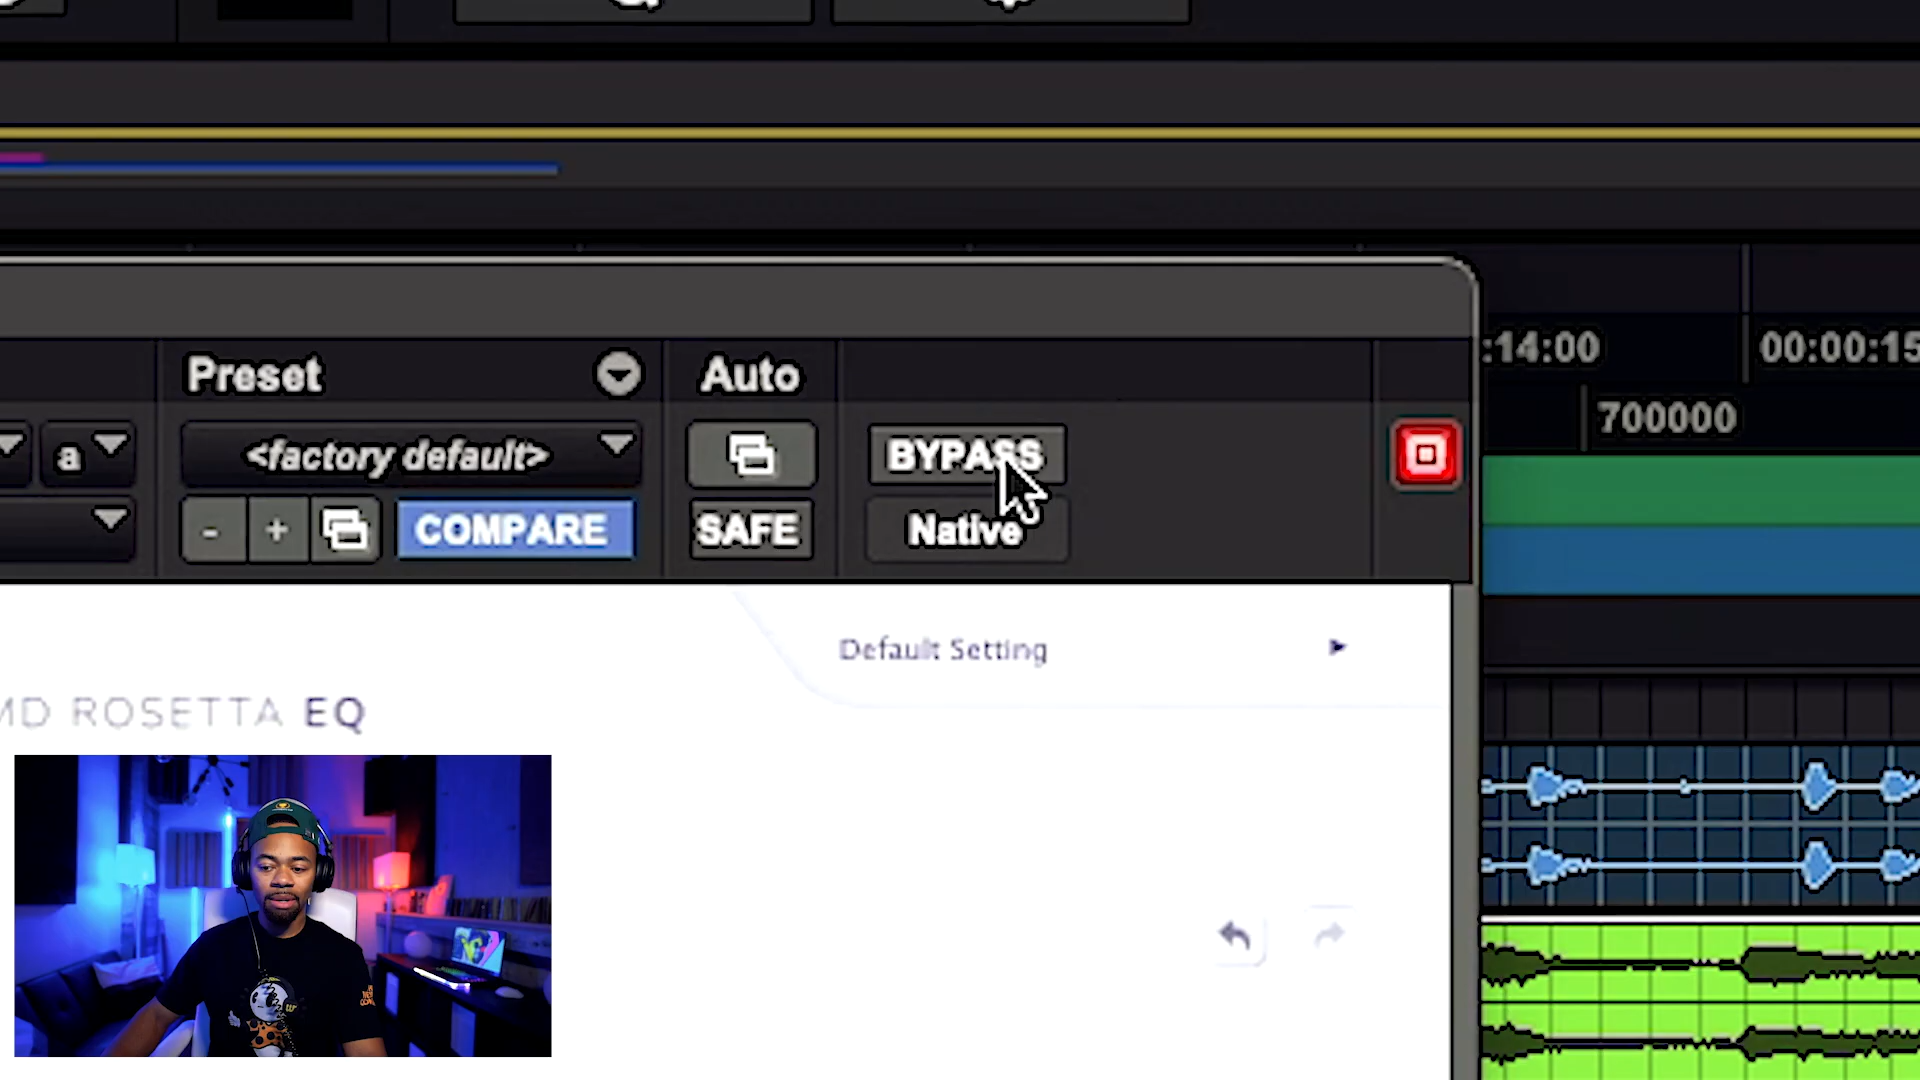 :14:00 00:00:15
700000
Preset Auto
a <factory default> BYPASS
- + COMPARE SAFE Native
Default Setting
MD ROSETTA EQ